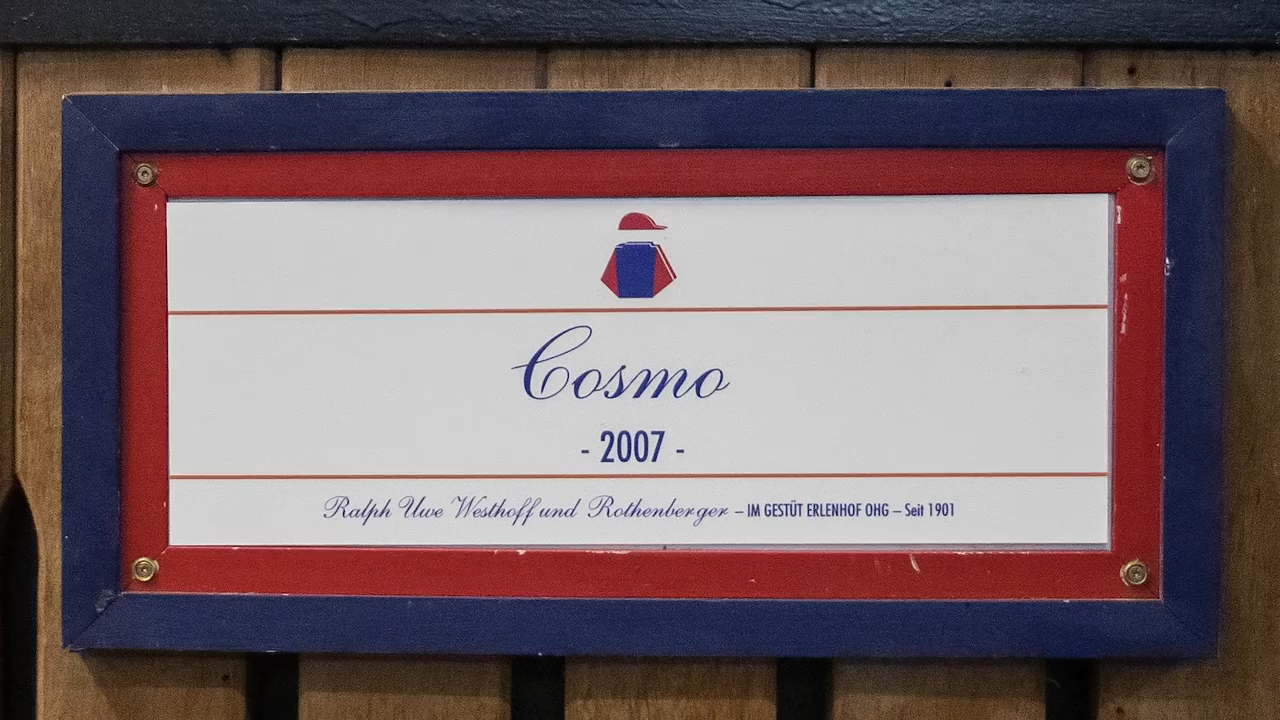 Cosmo
- 2007 -
Ralph Uwe Westhoff und Rothenberger – IM GESTÜT ERLENHOF OHG – Seit 1901